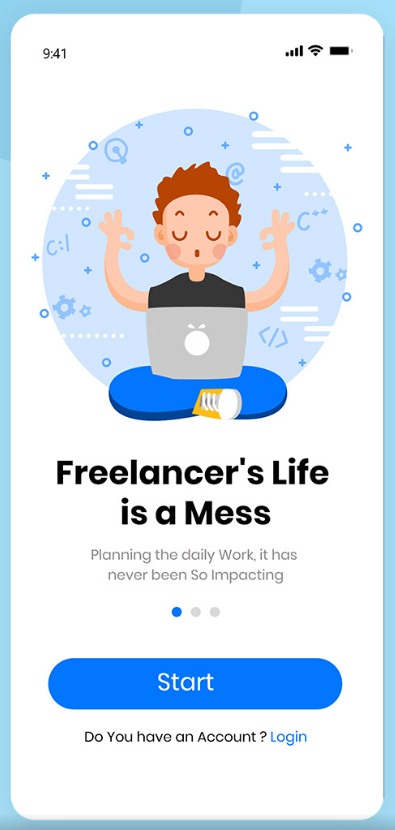 9:41
@
C++
C:/
</>
Freelancer's Life
is a Mess
Planning the daily Work, it has
never been So Impacting
Start
Do You have an Account ? Login